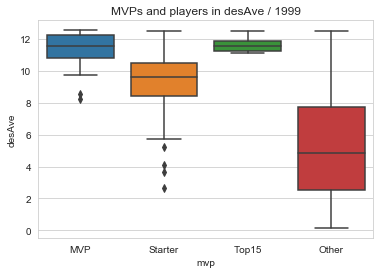 MVPs and players in desAve / 1999
desAve
12
10
8
6
4
2
0
MVP
Starter
Top15
Other
mvp